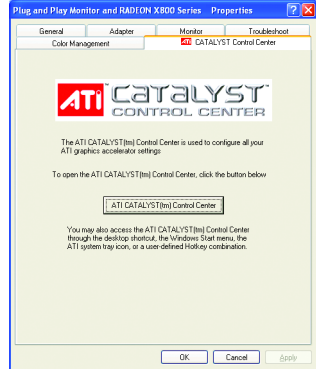 Plug and Play Monitor and RADEON X800 Series Properties
General Adapter Monitor Troubleshoot
Color Management ATI CATALYST Control Center
ATI CATALYST™
CONTROL CENTER
The ATI CATALYST(tm) Control Center is used to configure all your
ATI graphics accelerator settings
To open the ATI CATALYST(tm) Control Center, click the button below
ATI CATALYST(tm) Control Center
You may also access the ATI CATALYST(tm) Control Center
through the desktop shortcut, the Windows Start menu, the
ATI system tray icon, or a user-defined Hotkey combination.
OK Cancel Apply